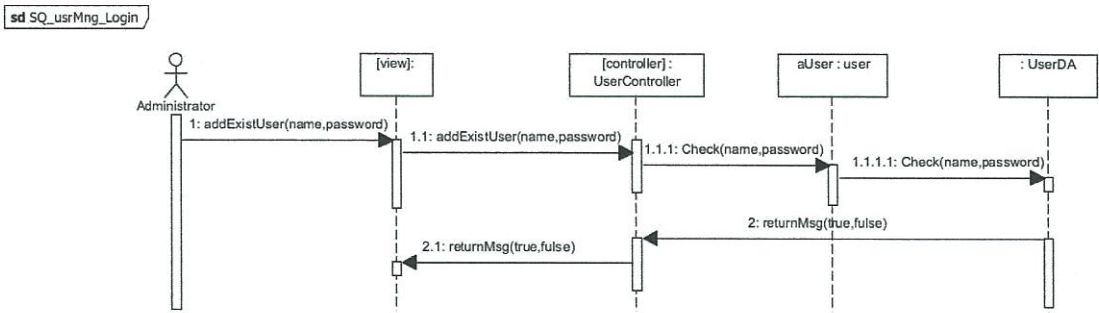 sd SQ_usrMng_Login
[view]:
[controller] :
UserController
aUser : user
: UserDA
Administrator
1: addExistUser(name,password)
1.1: addExistUser(name,password)
1.1.1: Check(name,password)
1.1.1.1: Check(name,password)
2: returnMsg(true,fulse)
2.1: returnMsg(true,fulse)